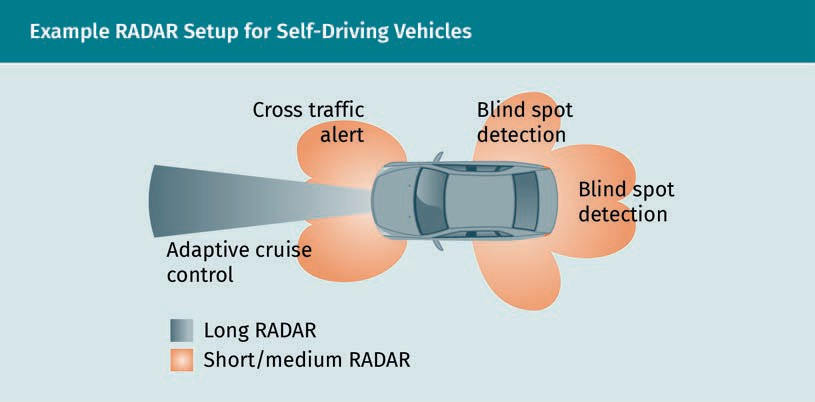 Example RADAR Setup for Self-Driving Vehicles
Cross traffic
alert
Blind spot
detection
Blind spot
detection
Adaptive cruise
control
Long RADAR
Short/medium RADAR